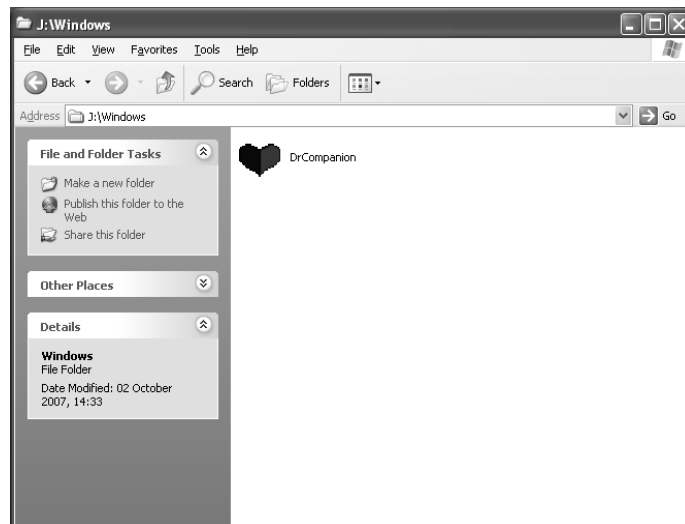 J:\Windows
File Edit View Favorites Tools Help
Back Search Folders
Address J:\Windows Go
File and Folder Tasks
Make a new folder
Publish this folder to the
Web
Share this folder
DrCompanion
Other Places
Details
Windows
File Folder
Date Modified: 02 October
2007, 14:33